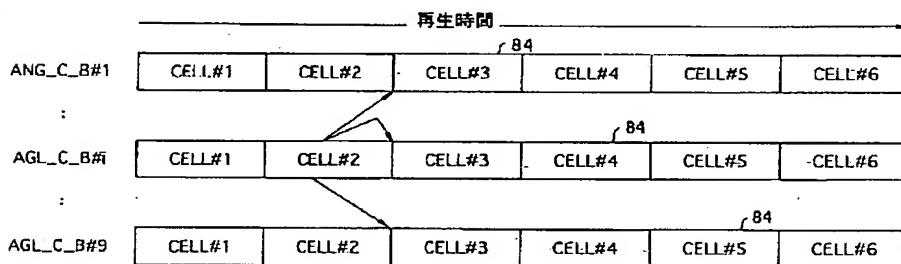 再生時間
84
ANG_C_B#1 CELL#1 CELL#2 CELL#3 CELL#4 CELL#5 CELL#6
:
84
AGL_C_B#i CELL#1 CELL#2 CELL#3 CELL#4 CELL#5 CELL#6
:
84
AGL_C_B#9 CELL#1 CELL#2 CELL#3 CELL#4 CELL#5 CELL#6